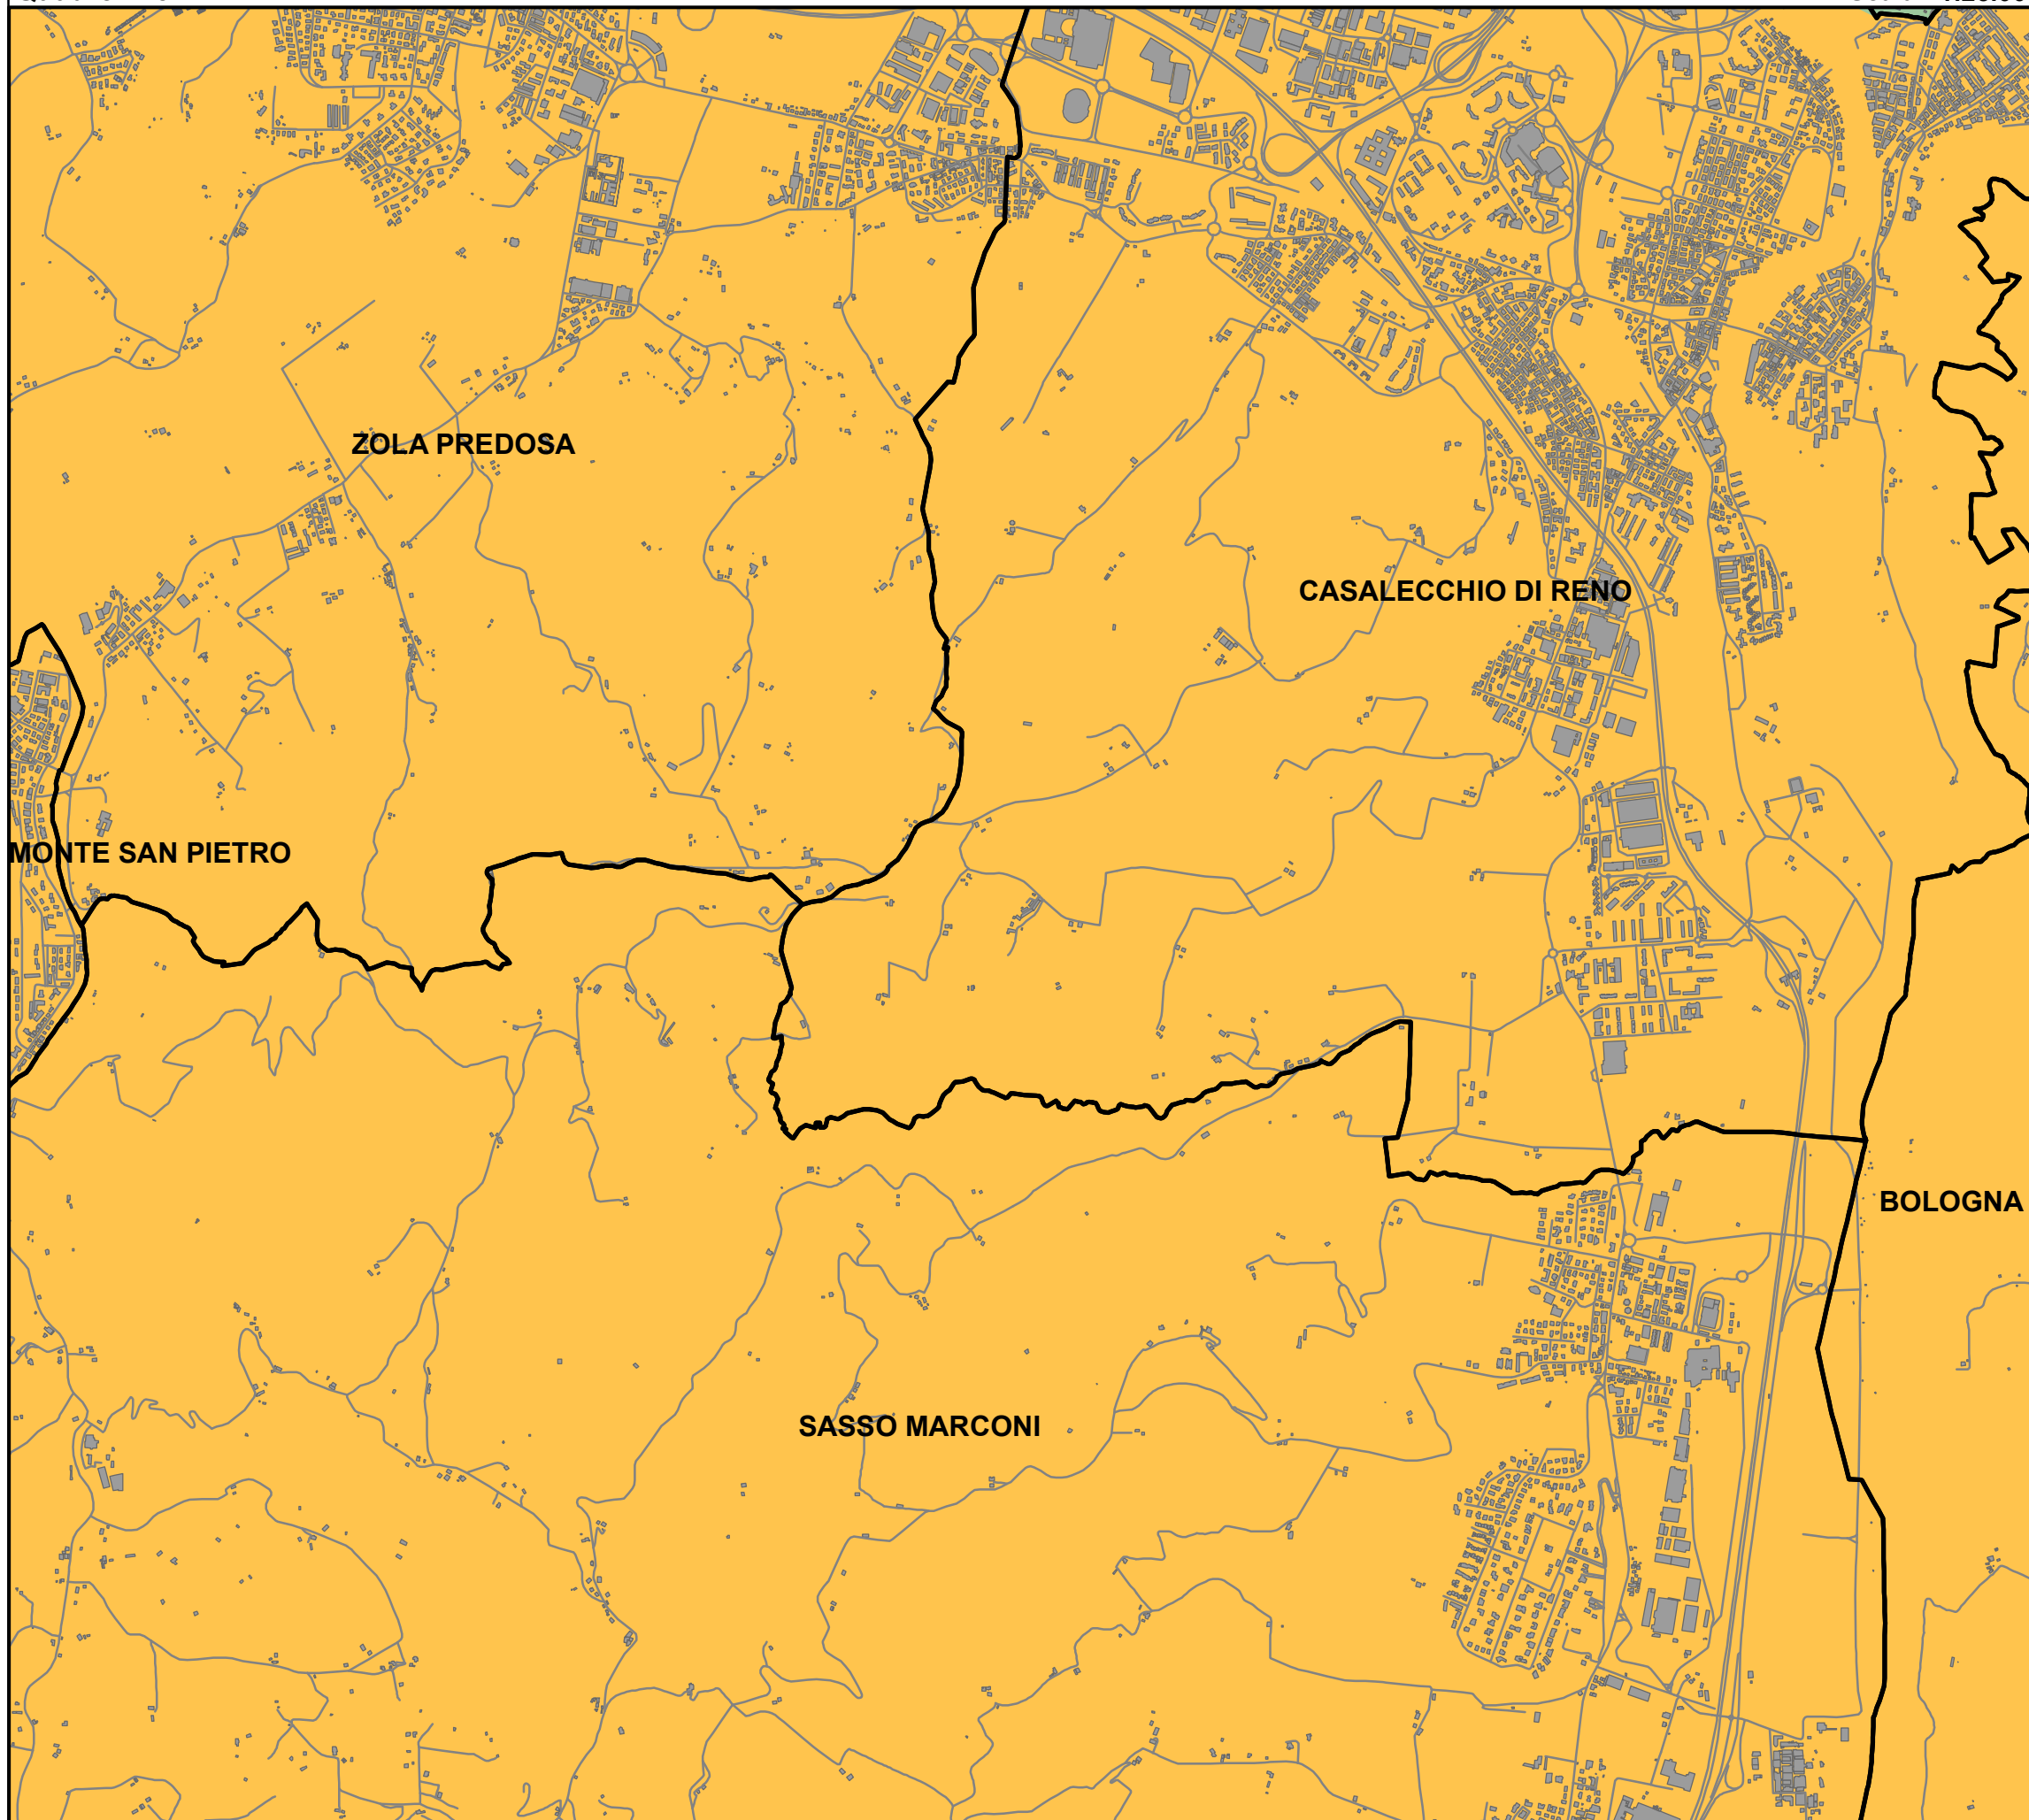 ZOLA PREDOSA
CASALECCHIO DI RENO
MONTE SAN PIETRO
BOLOGNA
SASSO MARCONI